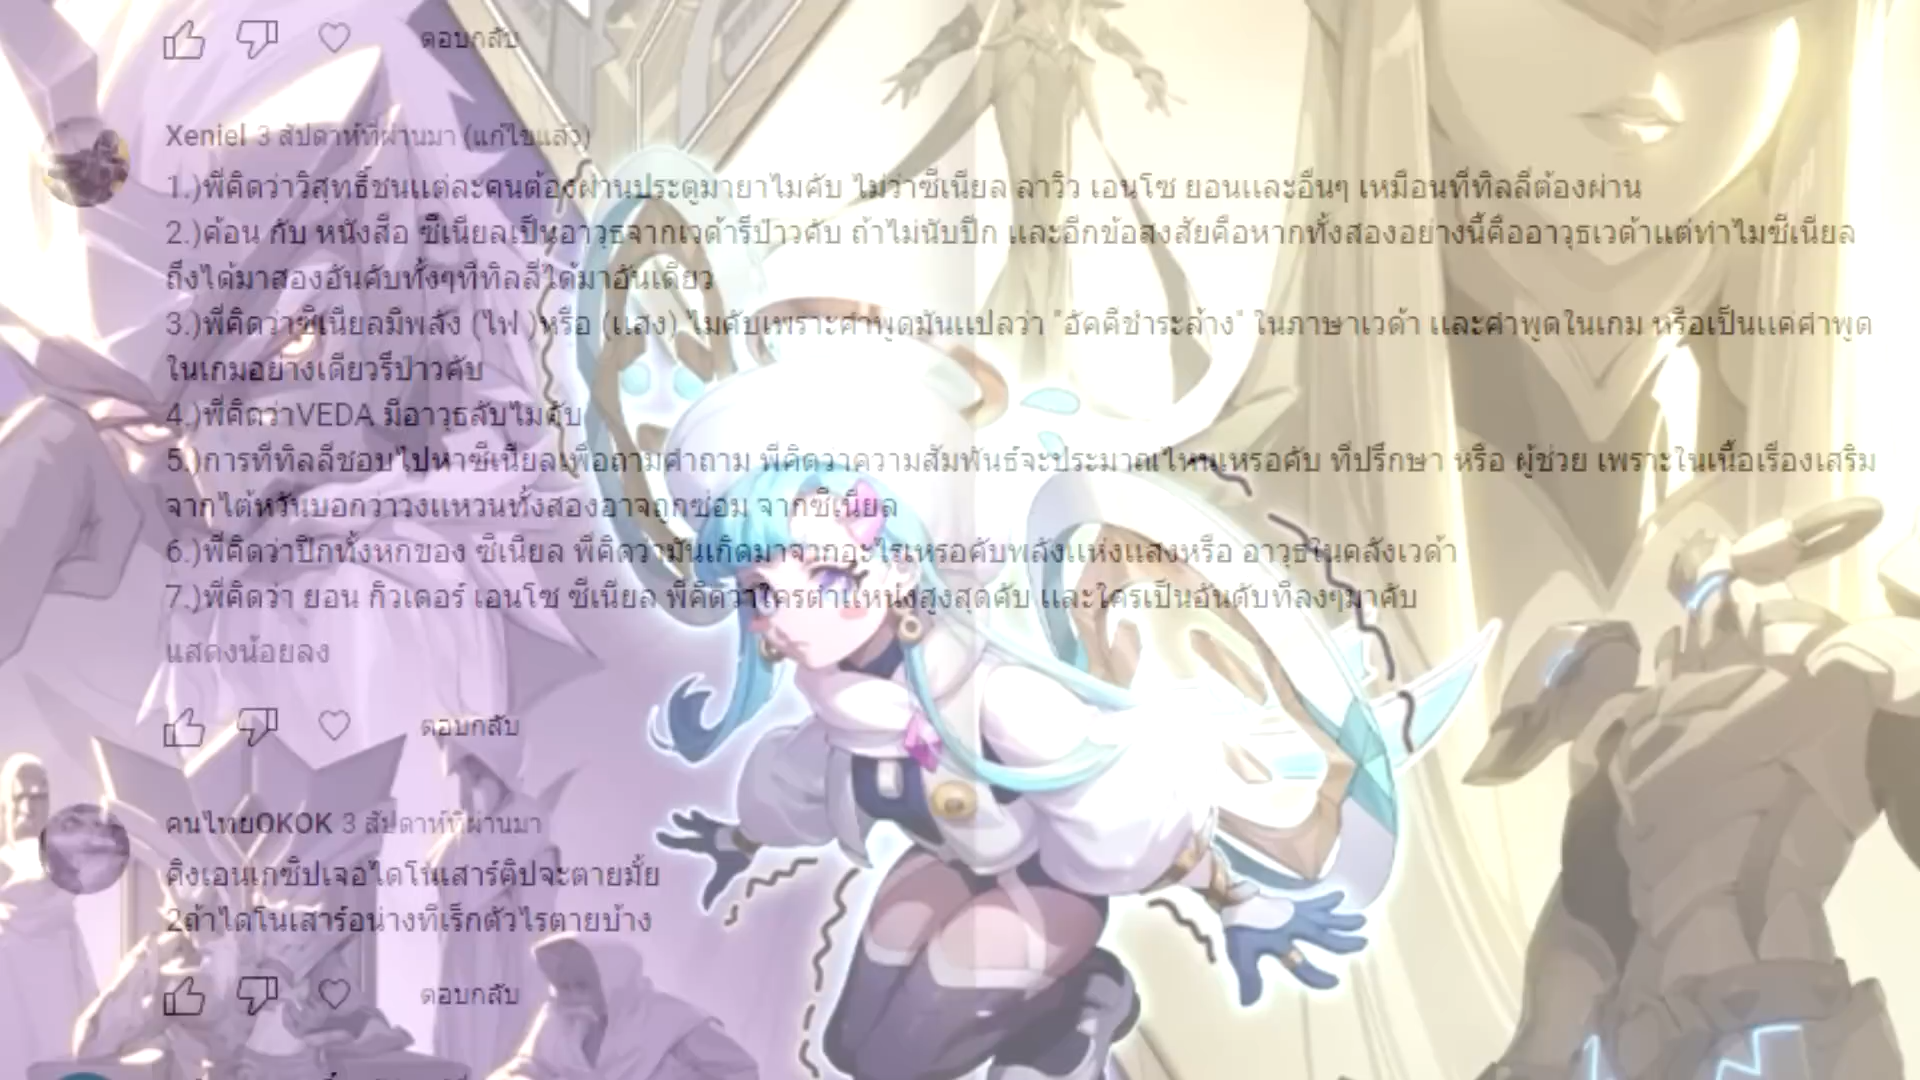 ตอบกลับ
Xeniel 3 สัปดาห์ที่ผ่านมา (แก้ไขแล้ว)
1.)พี่คิดว่าวิสุทธิ์ชนแต่ละคนต้องผ่านประตูมายาไมคับ ไม่ว่าซีเนียล ลาวิว เอนโซ ยอนและอื่นๆ เหมือนที่ทิลลี่ต้องผ่าน
2.)ค้อน กับ หนังสือ ซีเนียลเป็นอาวุธจากเวด้ารึป่าวคับ ถ้าไม่นับปีก และอีกข้อสงสัยคือหากทั้งสองอย่างนี้คืออาวุธเวด้าแต่ทำไมซีเนียล
ถึงได้มาสองอันคับทั้งๆที่ทิลลี่ได้มาอันเดียว
3.)พี่คิดว่าซีเนียลมีพลัง (ไฟ )หรือ (แสง) ไมคับเพราะคำพูดมันแปลว่า "อัคคีชำระล้าง" ในภาษาเวด้า และคำพูดในเกม หรือเป็นแค่คำพูด
ในเกมอย่างเดียวรึป่าวคับ
4.)พี่คิดว่าVEDA มีอาวุธลับไมคับ
5.)การที่ทิลลี่ชอบไปหาซีเนียลเพื่อถามคำถาม พี่คิดว่าความสัมพันธ์จะประมาณไหนเหรอคับ ที่ปรึกษา หรือ ผู้ช่วย เพราะในเนื้อเรื่องเสริม
จากไต้หวันบอกว่าวงแหวนทั้งสองอาจถูกซ่อม จากซีเนียล
6.)พี่คิดว่าปีกทั้งหกของ ซีเนียล พี่คิดว่ามันเกิดมาจากอะไรเหรอคับพลังแห่งแสงหรือ อาวุธในคลังเวด้า
7.)พี่คิดว่า ยอน กิวเตอร์ เอนโซ ซีเนียล พี่คิดว่าใครตำแหน่งสูงสุดคับ และใครเป็นอันดับที่ลงๆมาคับ
แสดงน้อยลง
ตอบกลับ
คนไทยOKOK 3 สัปดาห์ที่ผ่านมา
คิงเอนเกซิปเจอไดโนเสาร์ติปจะตายมั้ย
2ถ้าไดโนเสาร์อน่างที่เร็กตัวไรตายบ้าง
ตอบกลับ